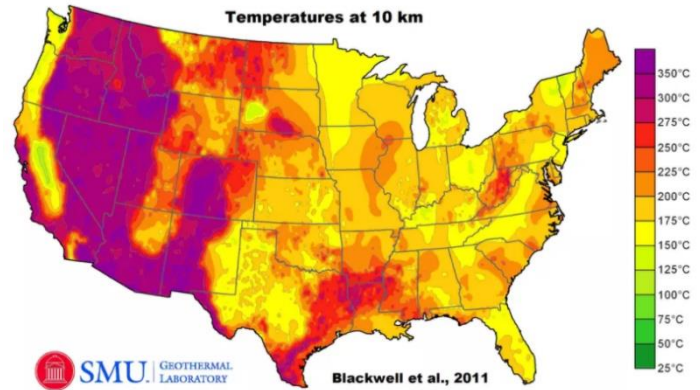 Temperatures at 10 km
350°C
300°C
275°C
250°C
225°C
200°C
175°C
150°C
125°C
100°C
75°C
50°C
25°C
SMU. GEOTHERMAL
LABORATORY
Blackwell et al., 2011